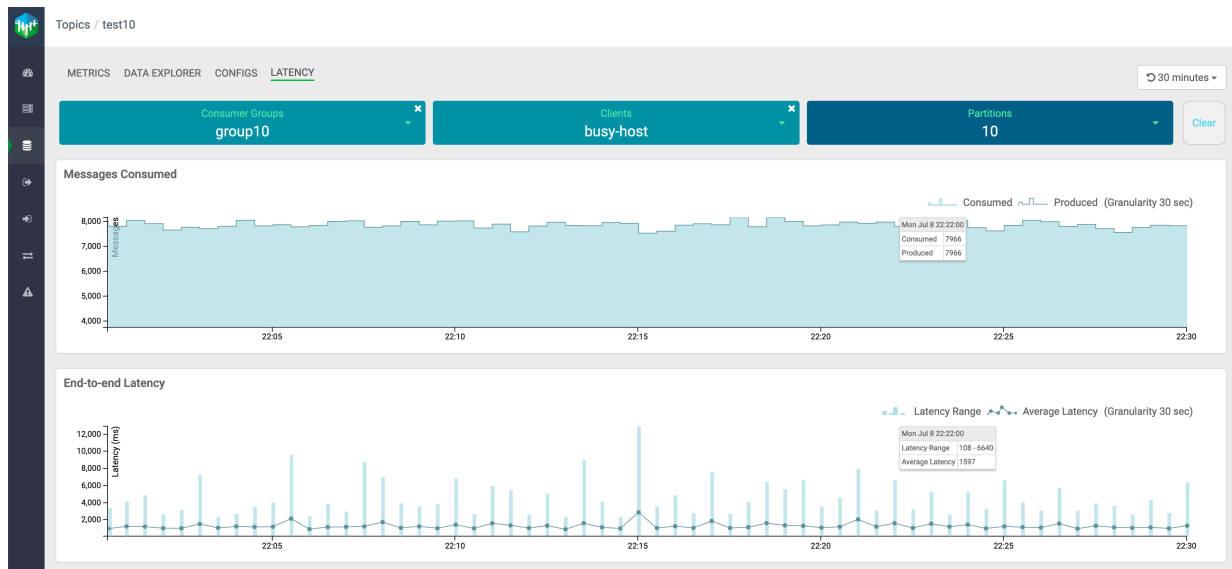 Topics / test10
METRICS DATA EXPLORER CONFIGS LATENCY
30 minutes
Consumer Groups
group10
Clients
busy-host
Partitions
10
Clear
Messages Consumed
Consumed Produced (Granularity 30 sec)
Messages
8,000
7,000
6,000
5,000
4,000
Mon Jul 8 22:22:00
Consumed 7966
Produced 7966
22:05 22:10 22:15 22:20 22:25 22:30
End-to-end Latency
Latency Range Average Latency (Granularity 30 sec)
Latency (ms)
12,000
10,000
8,000
6,000
4,000
2,000
Mon Jul 8 22:22:00
Latency Range 108 - 6640
Average Latency 1597
22:05 22:10 22:15 22:20 22:25 22:30